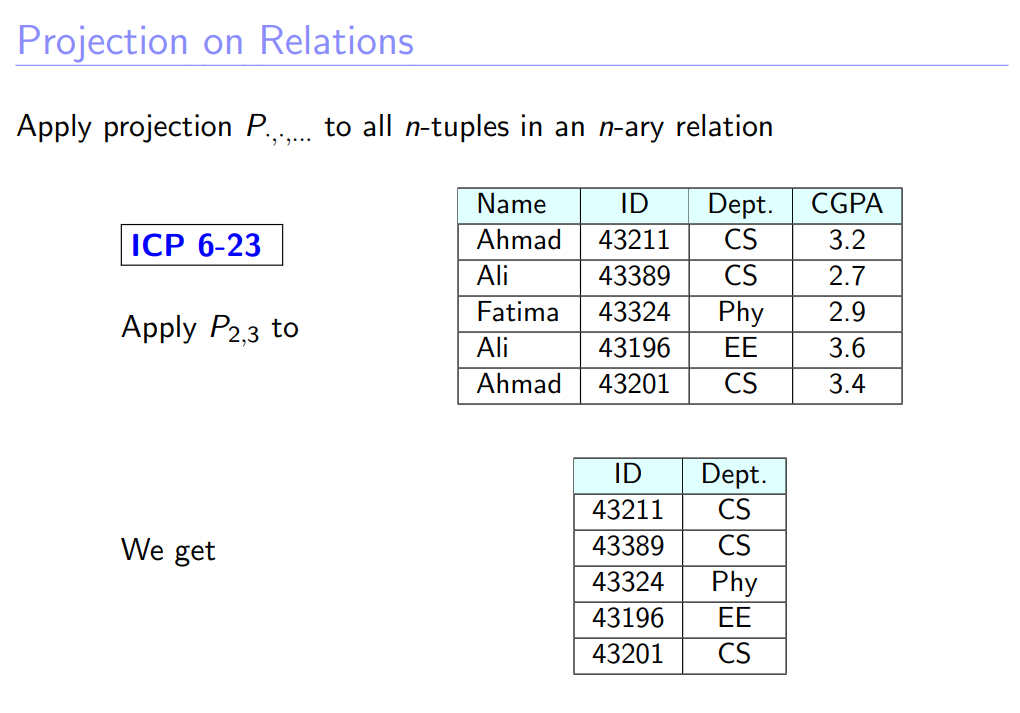 Projection on Relations
Apply projection P·,·,... to all n-tuples in an n-ary relation
ICP 6-23
Apply P2,3 to
Name ID Dept. CGPA
Ahmad 43211 CS 3.2
Ali 43389 CS 2.7
Fatima 43324 Phy 2.9
Ali 43196 EE 3.6
Ahmad 43201 CS 3.4
We get
ID Dept.
43211 CS
43389 CS
43324 Phy
43196 EE
43201 CS